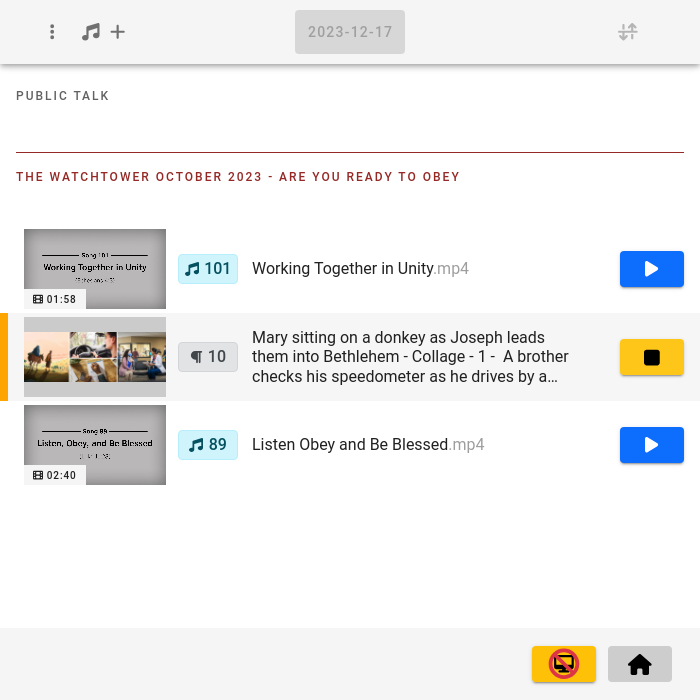 2023-12-17
PUBLIC TALK
THE WATCHTOWER OCTOBER 2023 - ARE YOU READY TO OBEY
Song 101
Working Together in Unity
01:58
101
Working Together in Unity.mp4
¶ 10
Mary sitting on a donkey as Joseph leads
them into Bethlehem - Collage - 1 - A brother
checks his speedometer as he drives by a…
Song 89
Listen, Obey, and Be Blessed
02:40
89
Listen Obey and Be Blessed.mp4